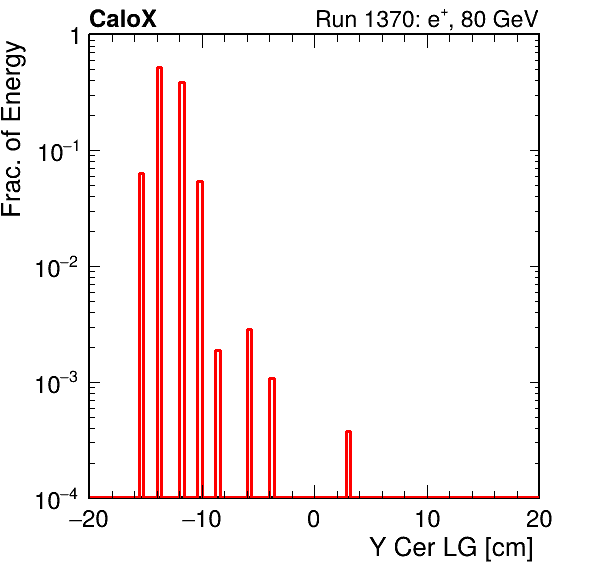 CaloX Run 1370: e⁺, 80 GeV
Frac. of Energy
1
10⁻¹
10⁻²
10⁻³
10⁻⁴
−20 −10 0 10 20
Y Cer LG [cm]